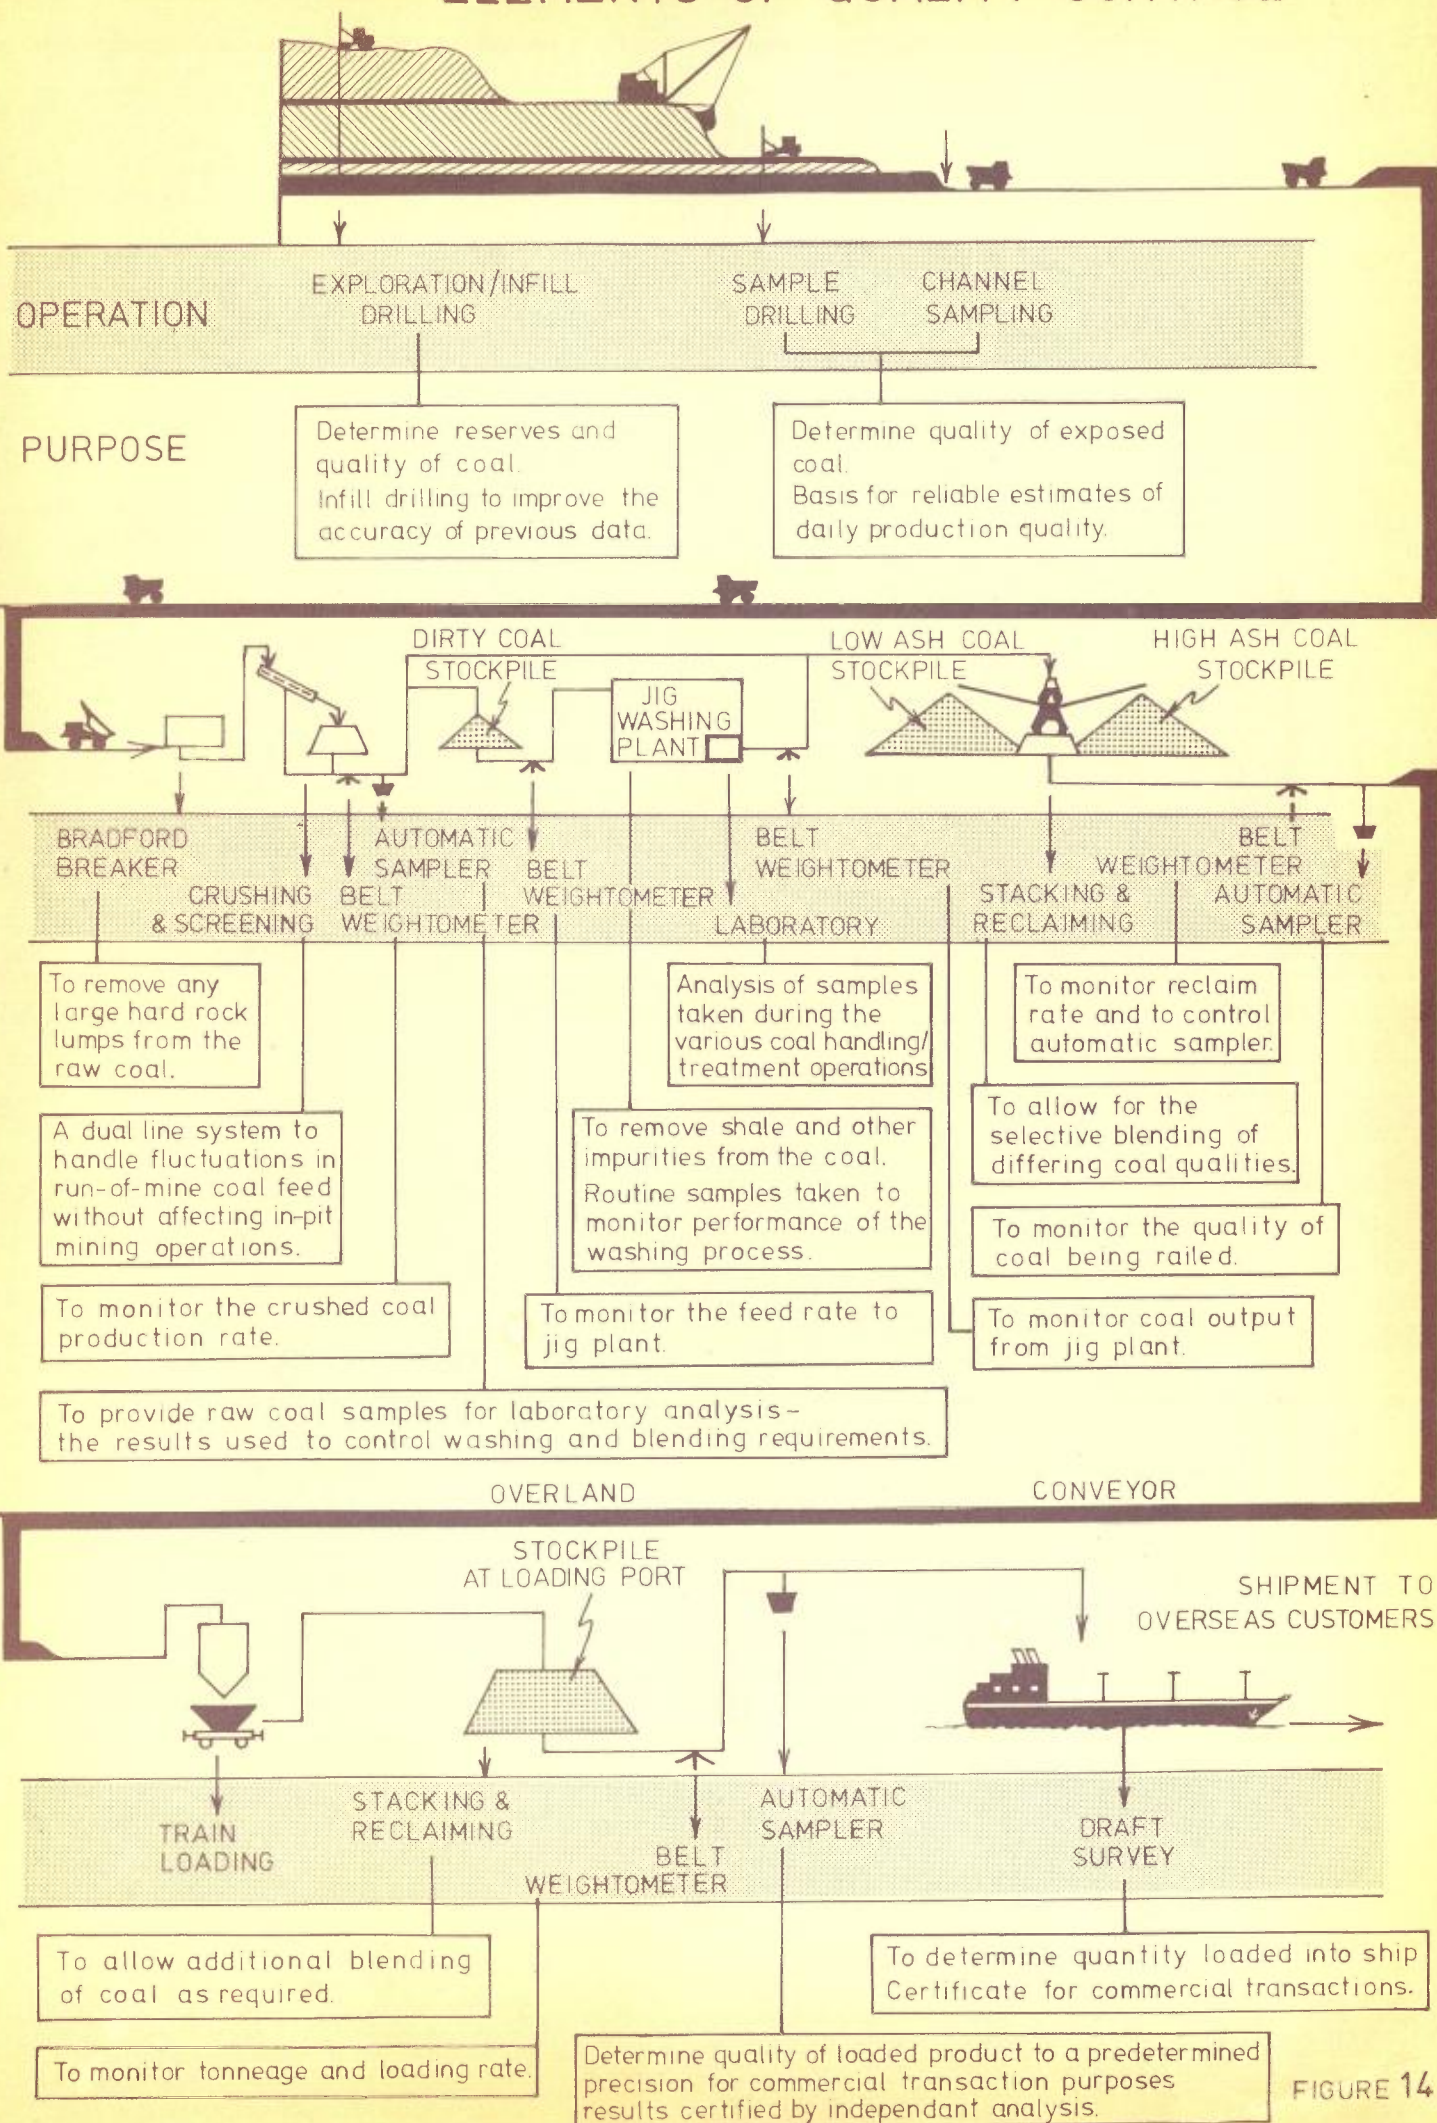 ELEMENTS OF QUALITY CONTROL
OPERATION
EXPLORATION/INFILL
DRILLING
SAMPLE
DRILLING
CHANNEL
SAMPLING
PURPOSE
Determine reserves and
quality of coal.
Infill drilling to improve the
accuracy of previous data.
Determine quality of exposed
coal.
Basis for reliable estimates of
daily production quality.
DIRTY COAL
STOCKPILE
LOW ASH COAL
STOCKPILE
HIGH ASH COAL
STOCKPILE
JIG
WASHING
PLANT
BRADFORD
BREAKER
CRUSHING
& SCREENING
BELT
WEIGHTOMETER
AUTOMATIC
SAMPLER
BELT
WEIGHTOMETER
LABORATORY
BELT
WEIGHTOMETER
STACKING &
RECLAIMING
BELT
WEIGHTOMETER
AUTOMATIC
SAMPLER
To remove any
large hard rock
lumps from the
raw coal.
Analysis of samples
taken during the
various coal handling/
treatment operations
To monitor reclaim
rate and to control
automatic sampler.
A dual line system to
handle fluctuations in
run-of-mine coal feed
without affecting in-pit
mining operations.
To remove shale and other
impurities from the coal.
Routine samples taken to
monitor performance of the
washing process.
To allow for the
selective blending of
differing coal qualities.
To monitor the quality of
coal being railed.
To monitor the crushed coal
production rate.
To monitor the feed rate to
jig plant.
To monitor coal output
from jig plant.
To provide raw coal samples for laboratory analysis-
the results used to control washing and blending requirements.
OVERLAND CONVEYOR
STOCKPILE
AT LOADING PORT
SHIPMENT TO
OVERSEAS CUSTOMERS
TRAIN
LOADING
STACKING &
RECLAIMING
BELT
WEIGHTOMETER
AUTOMATIC
SAMPLER
DRAFT
SURVEY
To allow additional blending
of coal as required.
To determine quantity loaded into ship
Certificate for commercial transactions.
To monitor tonneage and loading rate.
Determine quality of loaded product to a predetermined
precision for commercial transaction purposes
results certified by independant analysis.
FIGURE 14